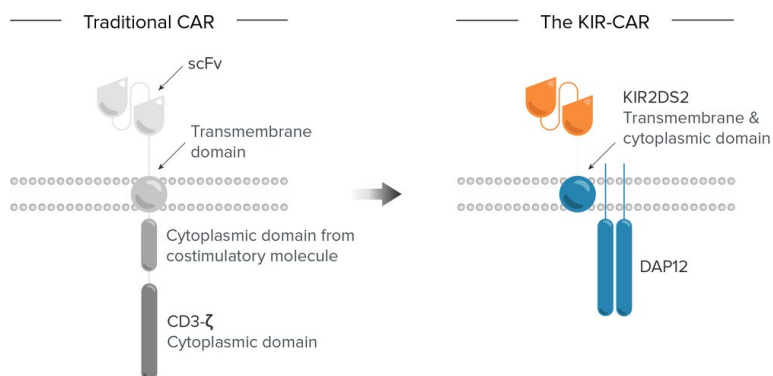 Traditional CAR
scFv
Transmembrane
domain
Cytoplasmic domain from
costimulatory molecule
CD3-ζ
Cytoplasmic domain
The KIR-CAR
KIR2DS2
Transmembrane &
cytoplasmic domain
DAP12